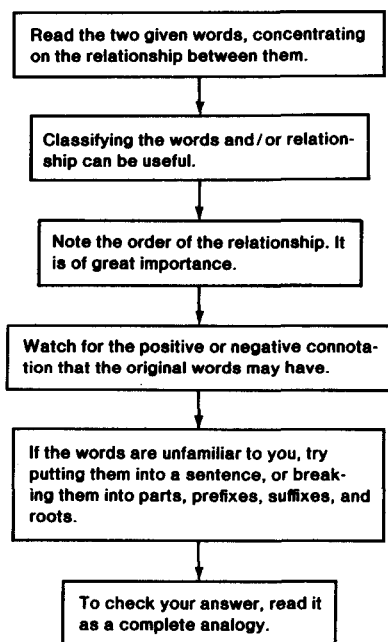 Read the two given words, concentrating
on the relationship between them.
Classifying the words and/or relation-
ship can be useful.
Note the order of the relationship. It
is of great importance.
Watch for the positive or negative connota-
tion that the original words may have.
If the words are unfamiliar to you, try
putting them into a sentence, or break-
ing them into parts, prefixes, suffixes, and
roots.
To check your answer, read it
as a complete analogy.